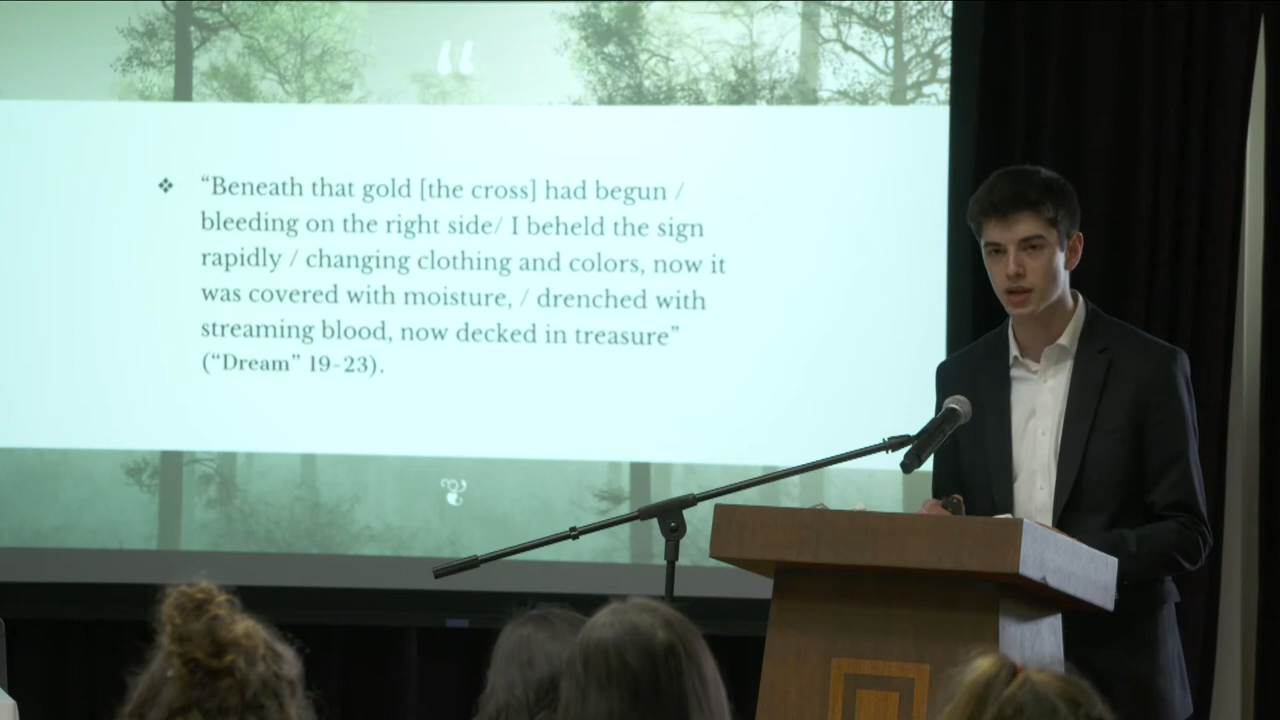 “
❖ “Beneath that gold [the cross] had begun /
bleeding on the right side/ I beheld the sign
rapidly / changing clothing and colors, now it
was covered with moisture, / drenched with
streaming blood, now decked in treasure”
(“Dream” 19-23).